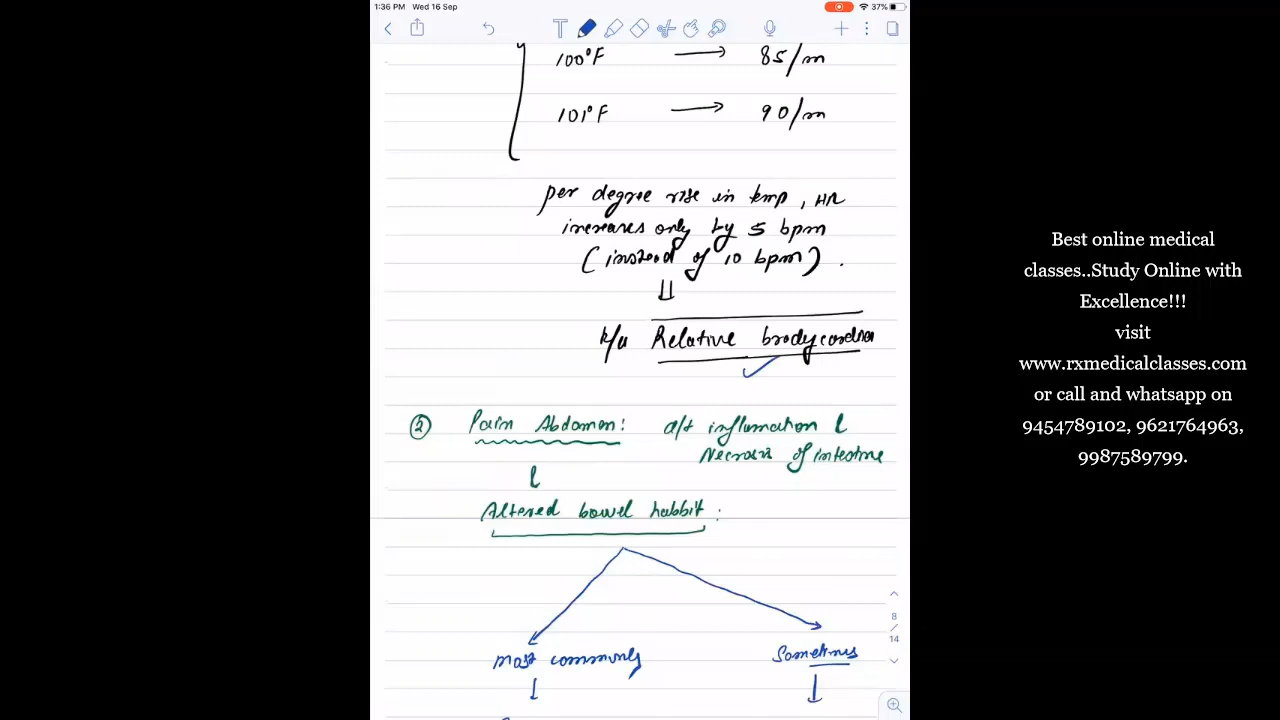 1:36 PM Wed 16 Sep
37%
100°F → 85/m
101°F → 90/m
per degree rise in temp, HR
increases only by 5 bpm
(instead of 10 bpm).
k/a Relative bradycardia
② Pain Abdomen: a/t inflamation &
Necrosis of intestine
&
Altered bowel habbit:
most commonly
Sometimes
8
/
14
Best online medical
classes..Study Online with
Excellence!!!
visit
www.rxmedicalclasses.com
or call and whatsapp on
9454789102, 9621764963,
9987589799.